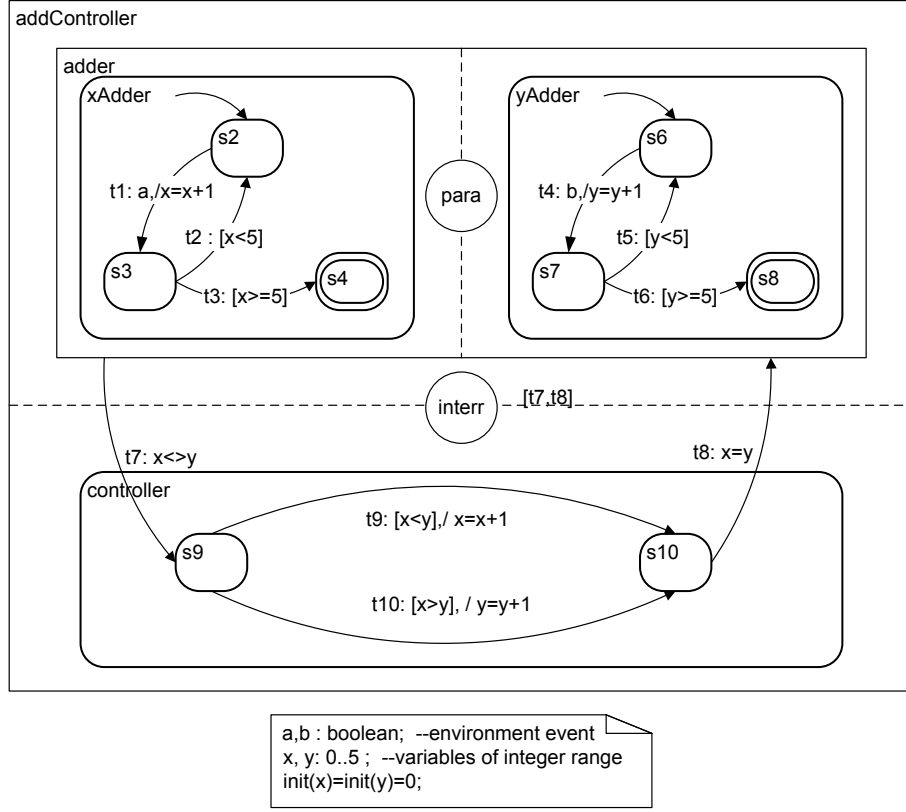 addController
adder
xAdder
yAdder
s2
s6
t1: a,/x=x+1
para
t4: b,/y=y+1
t2 : [x<5]
t5: [y<5]
s3
s4
s7
s8
t3: [x>=5]
t6: [y>=5]
interr
[t7,t8]
t7: x<>y
t8: x=y
controller
t9: [x<y],/ x=x+1
s9
s10
t10: [x>y], / y=y+1
a,b : boolean;  --environment event
x, y: 0..5 ;  --variables of integer range
init(x)=init(y)=0;